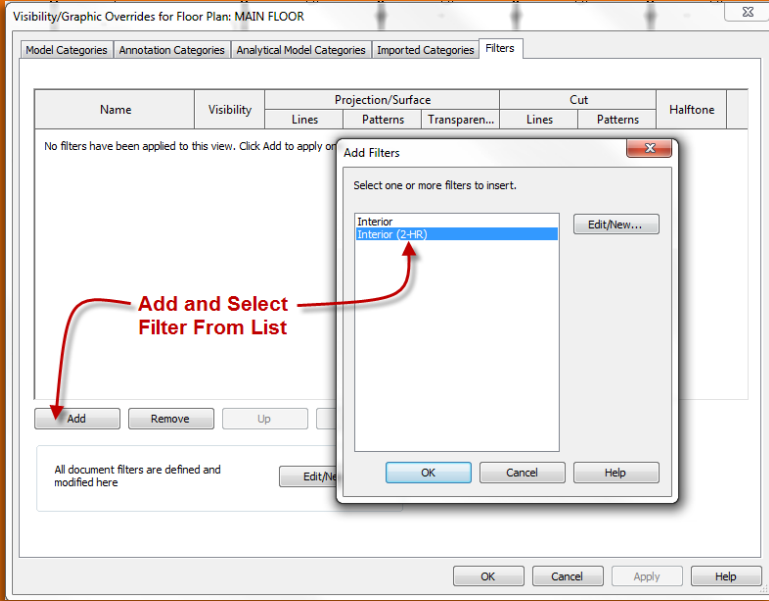 Visibility/Graphic Overrides for Floor Plan: MAIN FLOOR
Model Categories Annotation Categories Analytical Model Categories Imported Categories Filters
Name Visibility Projection/Surface Cut Halftone
Lines Patterns Transparen... Lines Patterns
No filters have been applied to this view. Click Add to apply
Add Filters
Select one or more filters to insert.
Interior
Interior (2-HR)
Edit/New...
Add and Select
Filter From List
Add Remove Up
All document filters are defined and
modified here
Edit/Ne
OK Cancel Help
OK Cancel Apply Help